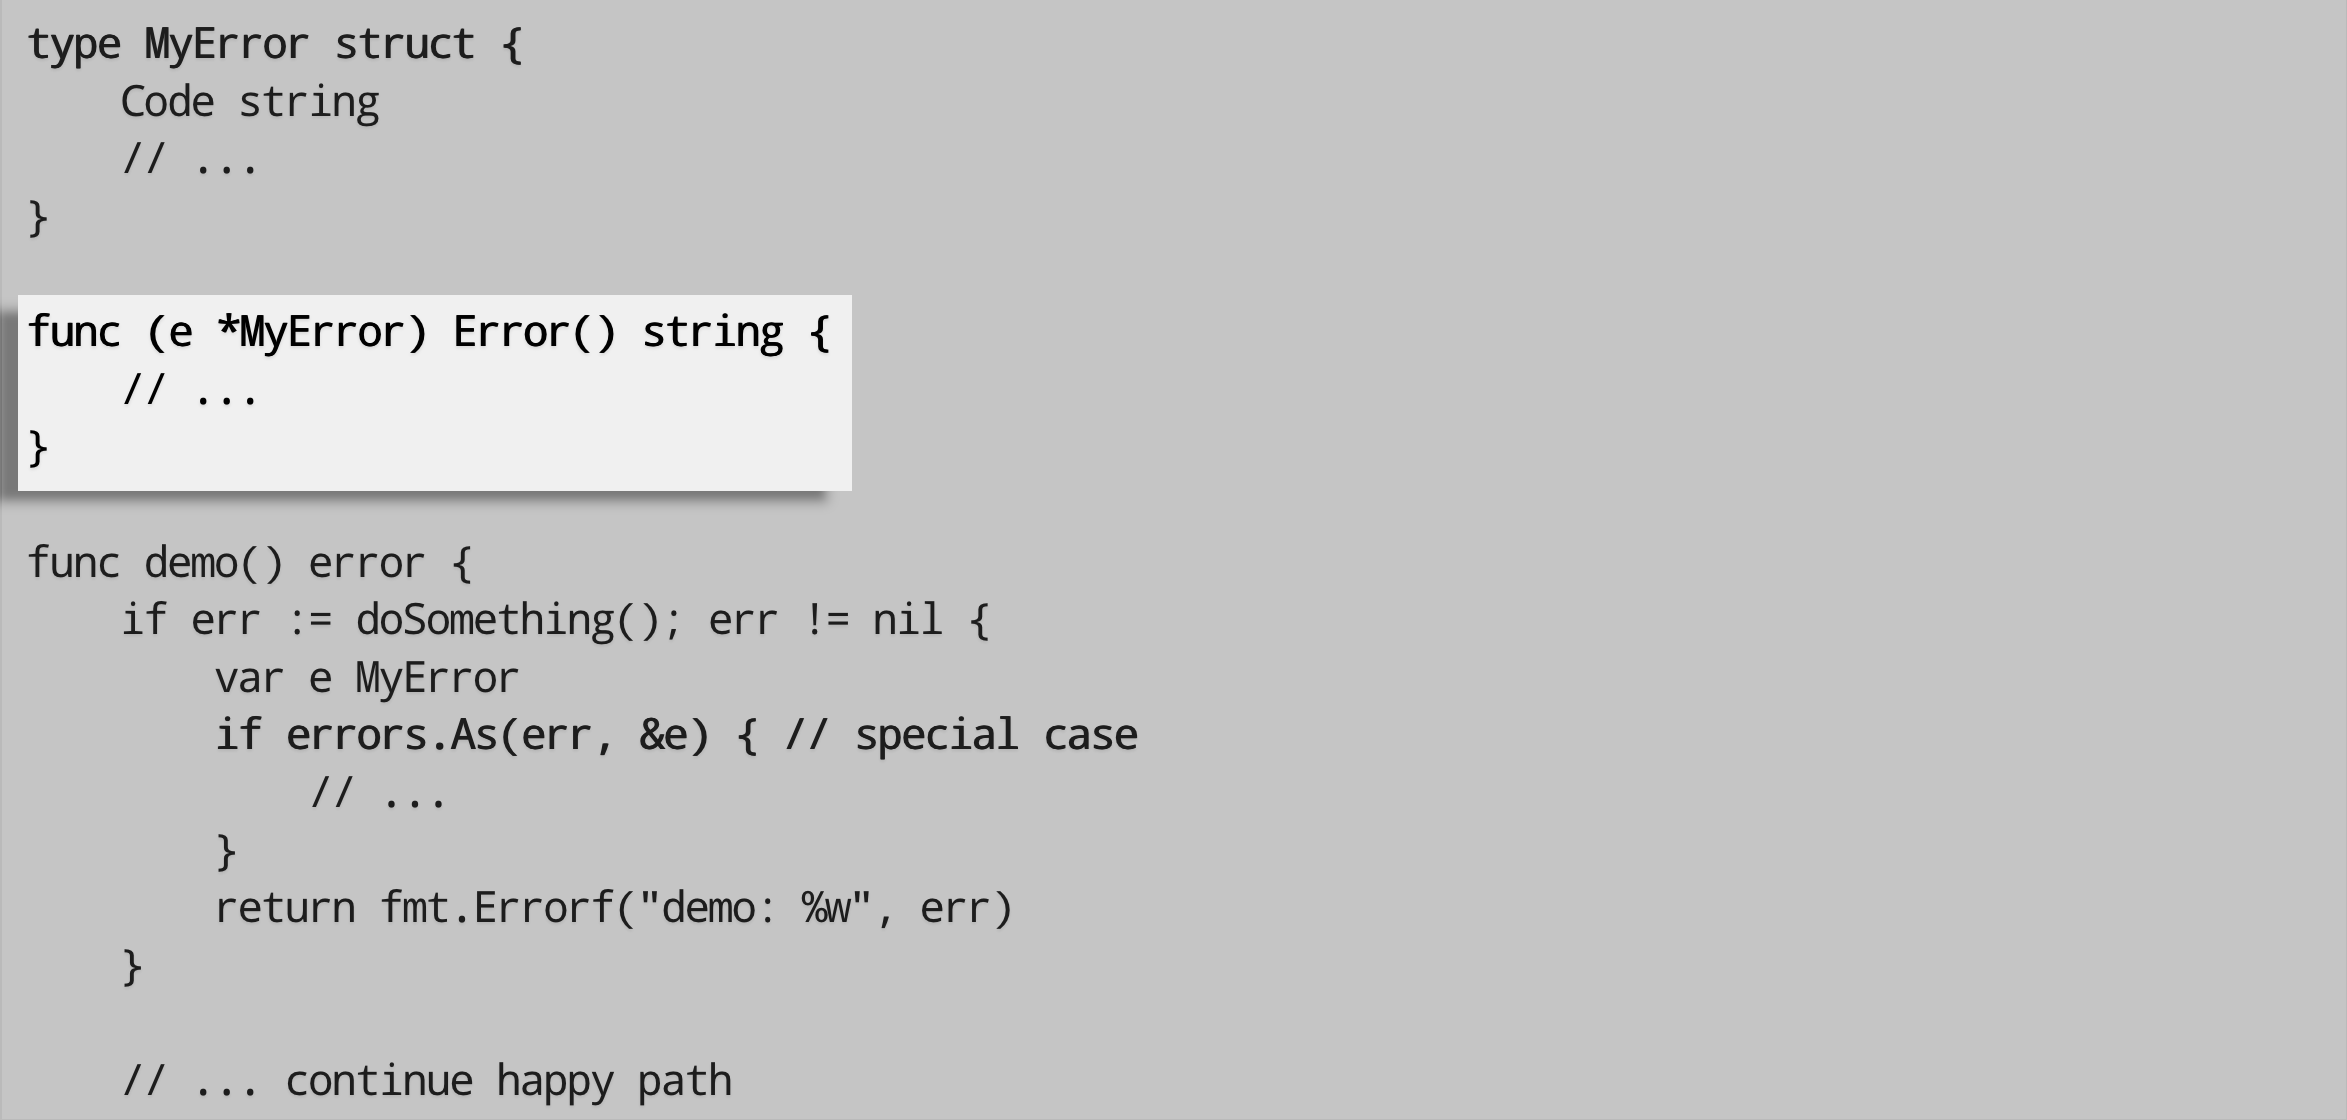 type MyError struct {
    Code string
    // ...
}

func (e *MyError) Error() string {
    // ...
}

func demo() error {
    if err := doSomething(); err != nil {
        var e MyError
        if errors.As(err, &e) { // special case
            // ...
        }
        return fmt.Errorf("demo: %w", err)
    }

    // ... continue happy path